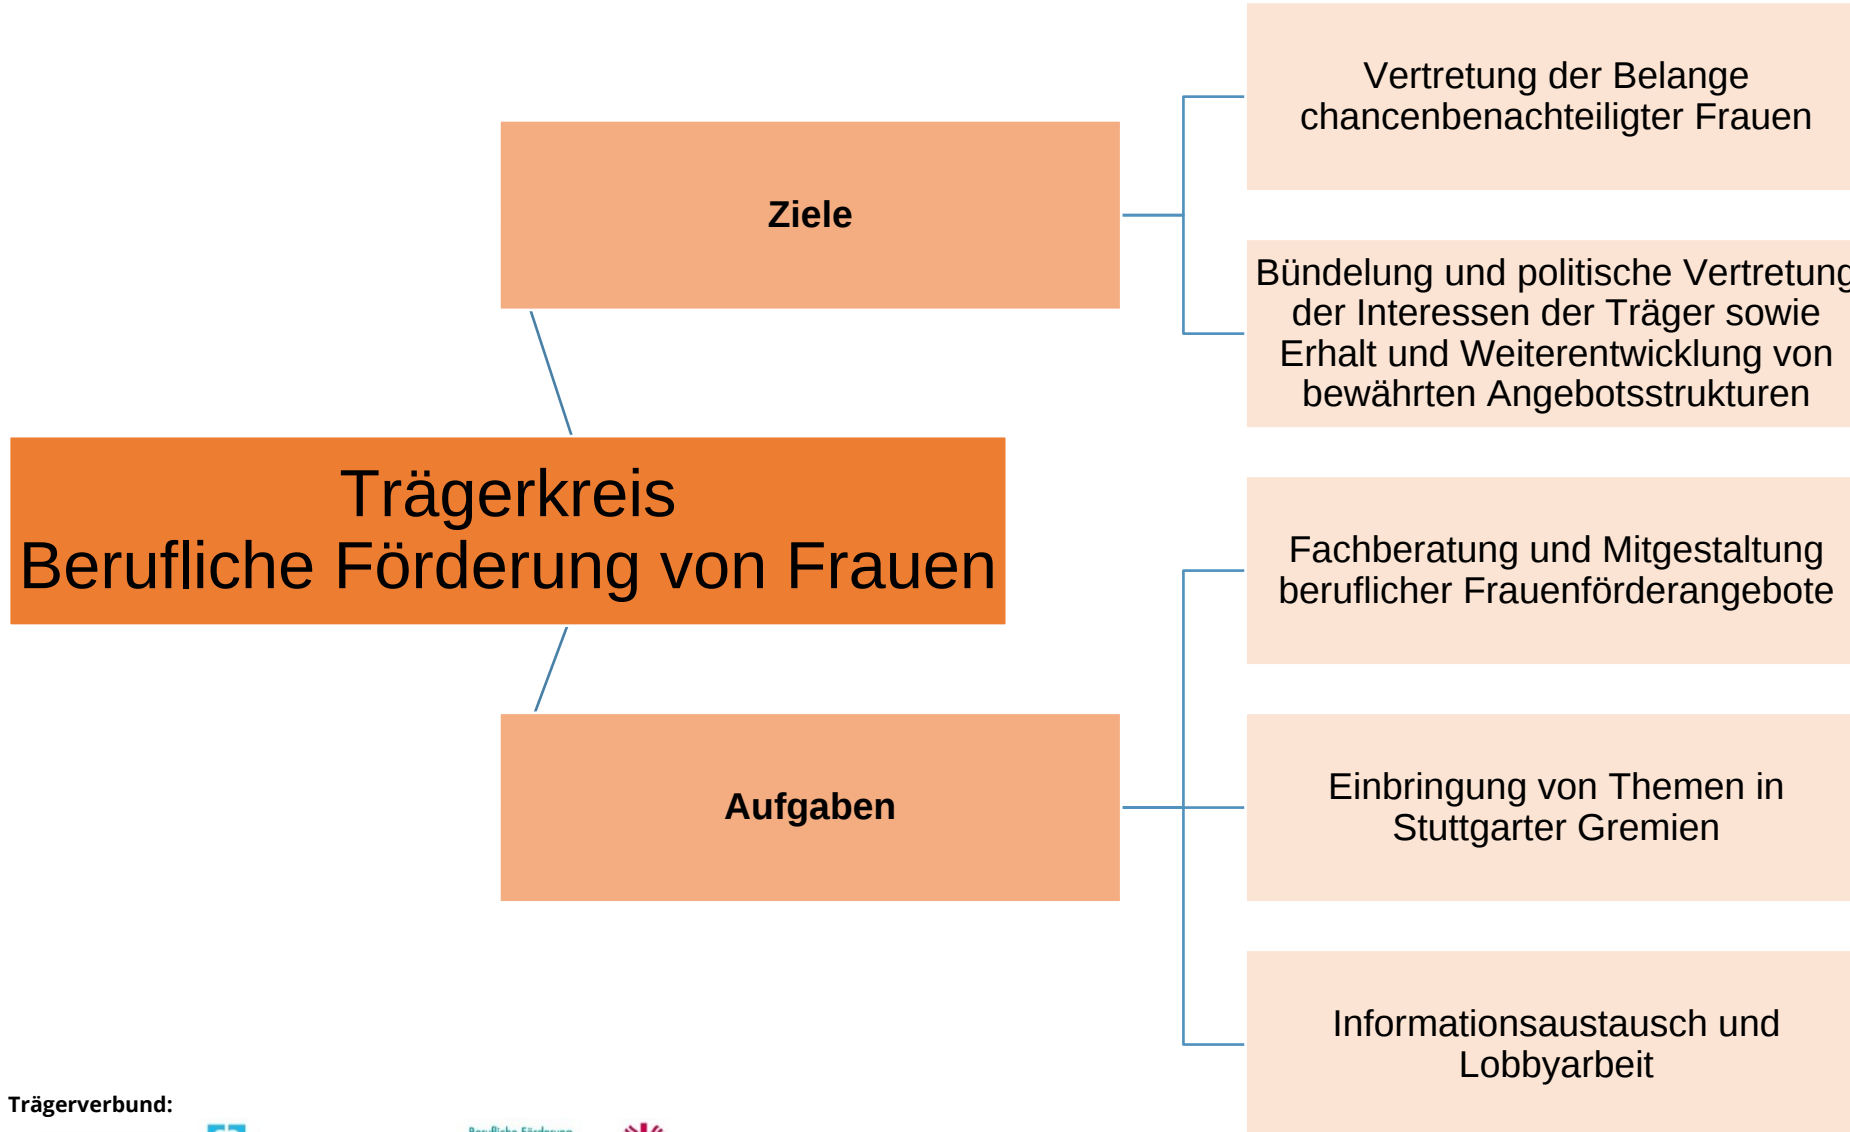 Vertretung der Belange
chancenbenachteiligter Frauen
Ziele
Bündelung und politische Vertretung
der Interessen der Träger sowie
Erhalt und Weiterentwicklung von
bewährten Angebotsstrukturen
Trägerkreis
Berufliche Förderung von Frauen
Fachberatung und Mitgestaltung
beruflicher Frauenförderangebote
Aufgaben
Einbringung von Themen in
Stuttgarter Gremien
Informationsaustausch und
Lobbyarbeit
Trägerverbund:
Berufliche Förderung